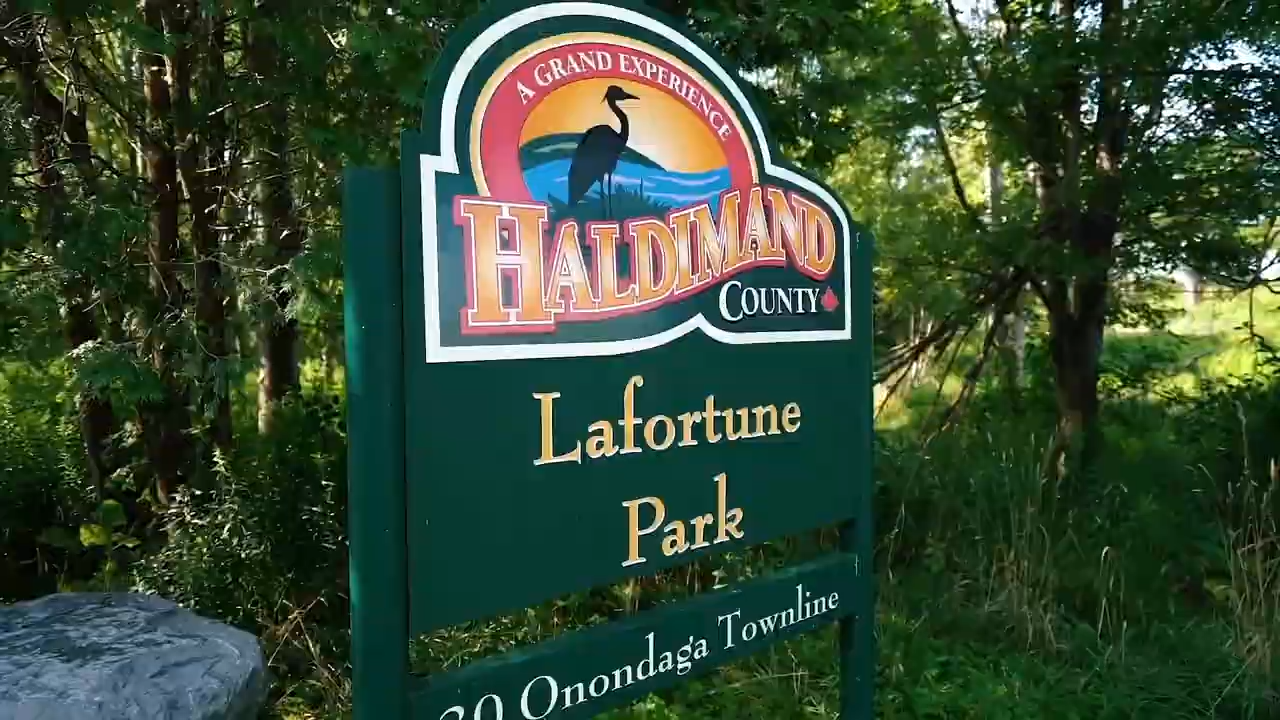 A GRAND EXPERIENCE
HALDIMAND
COUNTY
Lafortune
Park
Onondaga Townline